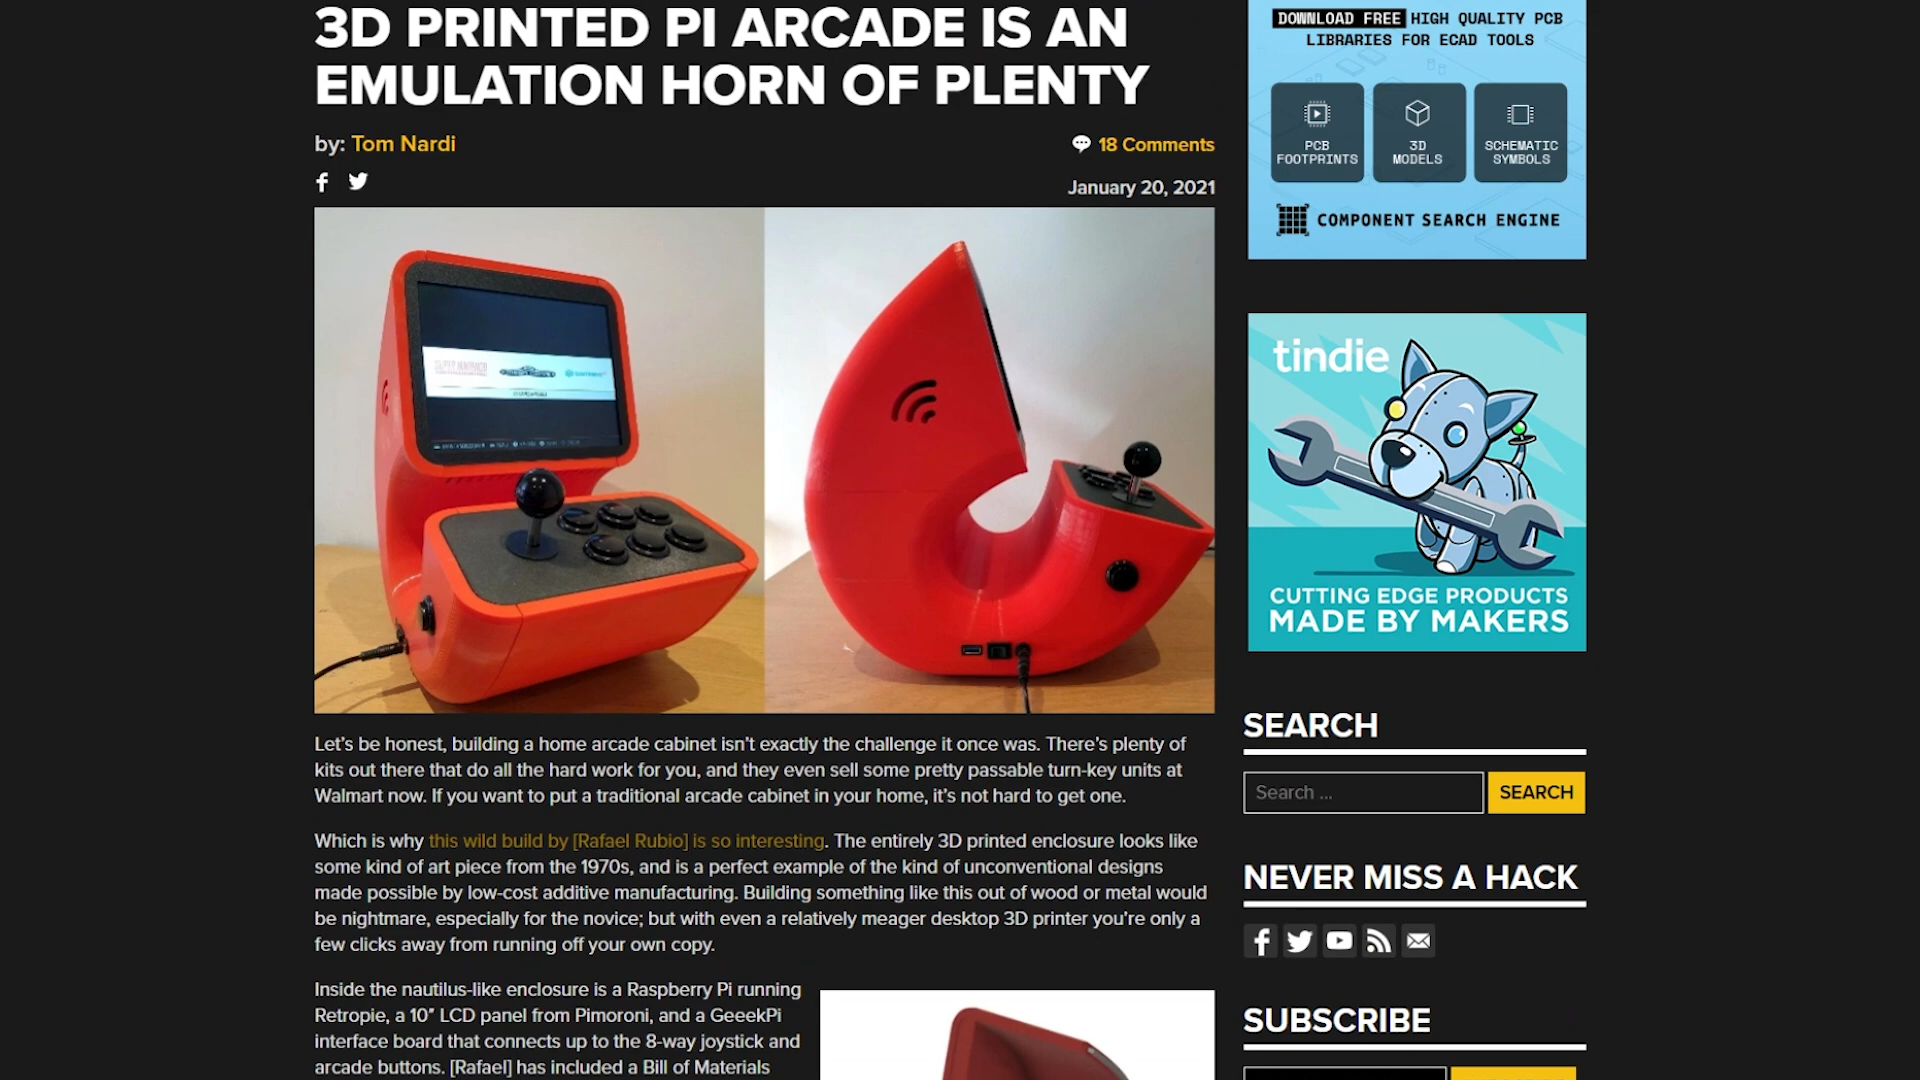 3D PRINTED PI ARCADE IS AN
EMULATION HORN OF PLENTY
by: Tom Nardi
18 Comments
January 20, 2021
Let's be honest, building a home arcade cabinet isn't exactly the challenge it once was. There's plenty of
kits out there that do all the hard work for you, and they even sell some pretty passable turn-key units at
Walmart now. If you want to put a traditional arcade cabinet in your home, it's not hard to get one.
Which is why this wild build by [Rafael Rubio] is so interesting. The entirely 3D printed enclosure looks like
some kind of art piece from the 1970s, and is a perfect example of the kind of unconventional designs
made possible by low-cost additive manufacturing. Building something like this out of wood or metal would
be nightmare, especially for the novice; but with even a relatively meager desktop 3D printer you're only a
few clicks away from running off your own copy.
Inside the nautilus-like enclosure is a Raspberry Pi running
Retropie, a 10″ LCD panel from Pimoroni, and a GeeekPi
interface board that connects up to the 8-way joystick and
arcade buttons. [Rafael] has included a Bill of Materials
DOWNLOAD FREE HIGH QUALITY PCB
LIBRARIES FOR ECAD TOOLS
PCB
FOOTPRINTS
3D
MODELS
SCHEMATIC
SYMBOLS
COMPONENT SEARCH ENGINE
tindie
CUTTING EDGE PRODUCTS
MADE BY MAKERS
SEARCH
Search ...
SEARCH
NEVER MISS A HACK
SUBSCRIBE